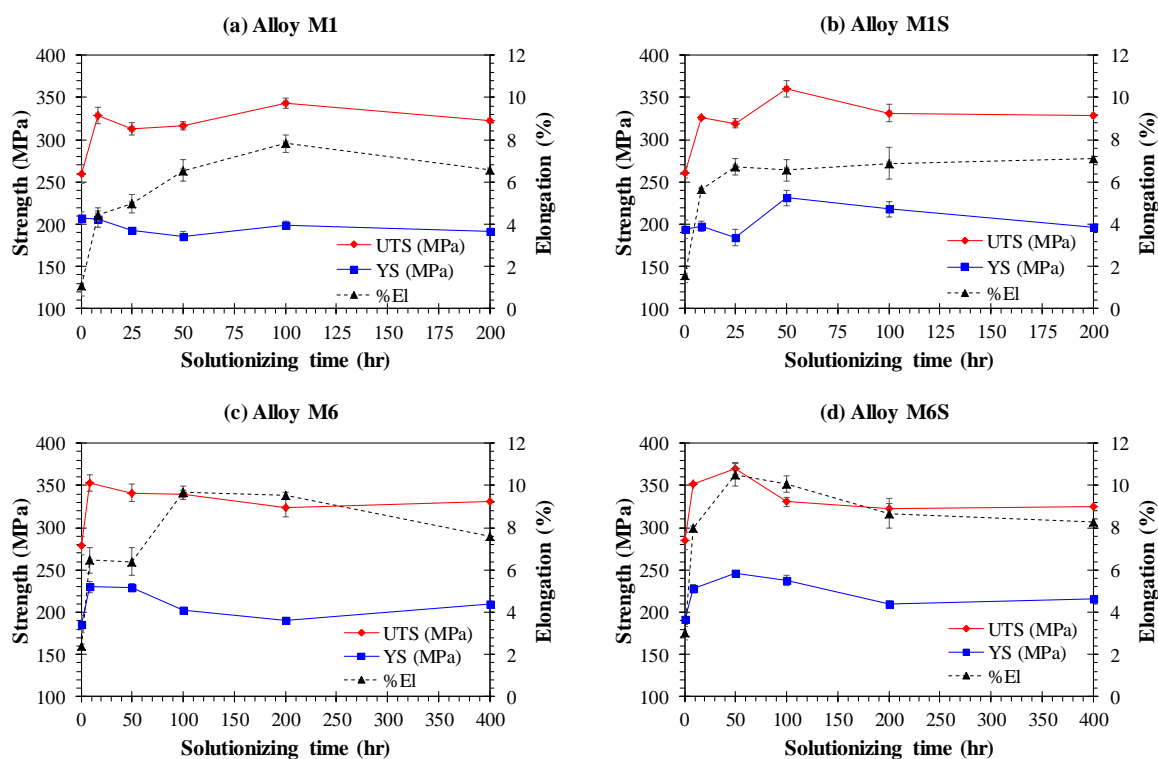 (a) Alloy M1
400
350
300
250
200
150
100
12
10
8
6
4
2
0
0 25 50 75 100 125 150 175 200
Strength (MPa)
Elongation (%)
Solutionizing time (hr)
UTS (MPa)
YS (MPa)
%El
(b) Alloy M1S
400
350
300
250
200
150
100
12
10
8
6
4
2
0
0 25 50 75 100 125 150 175 200
Strength (MPa)
Elongation (%)
Solutionizing time (hr)
UTS (MPa)
YS (MPa)
%El
(c) Alloy M6
400
350
300
250
200
150
100
12
10
8
6
4
2
0
0 50 100 150 200 250 300 350 400
Strength (MPa)
Elongation (%)
Solutionizing time (hr)
UTS (MPa)
YS (MPa)
%El
(d) Alloy M6S
400
350
300
250
200
150
100
12
10
8
6
4
2
0
0 50 100 150 200 250 300 350 400
Strength (MPa)
Elongation (%)
Solutionizing time (hr)
UTS (MPa)
YS (MPa)
%El